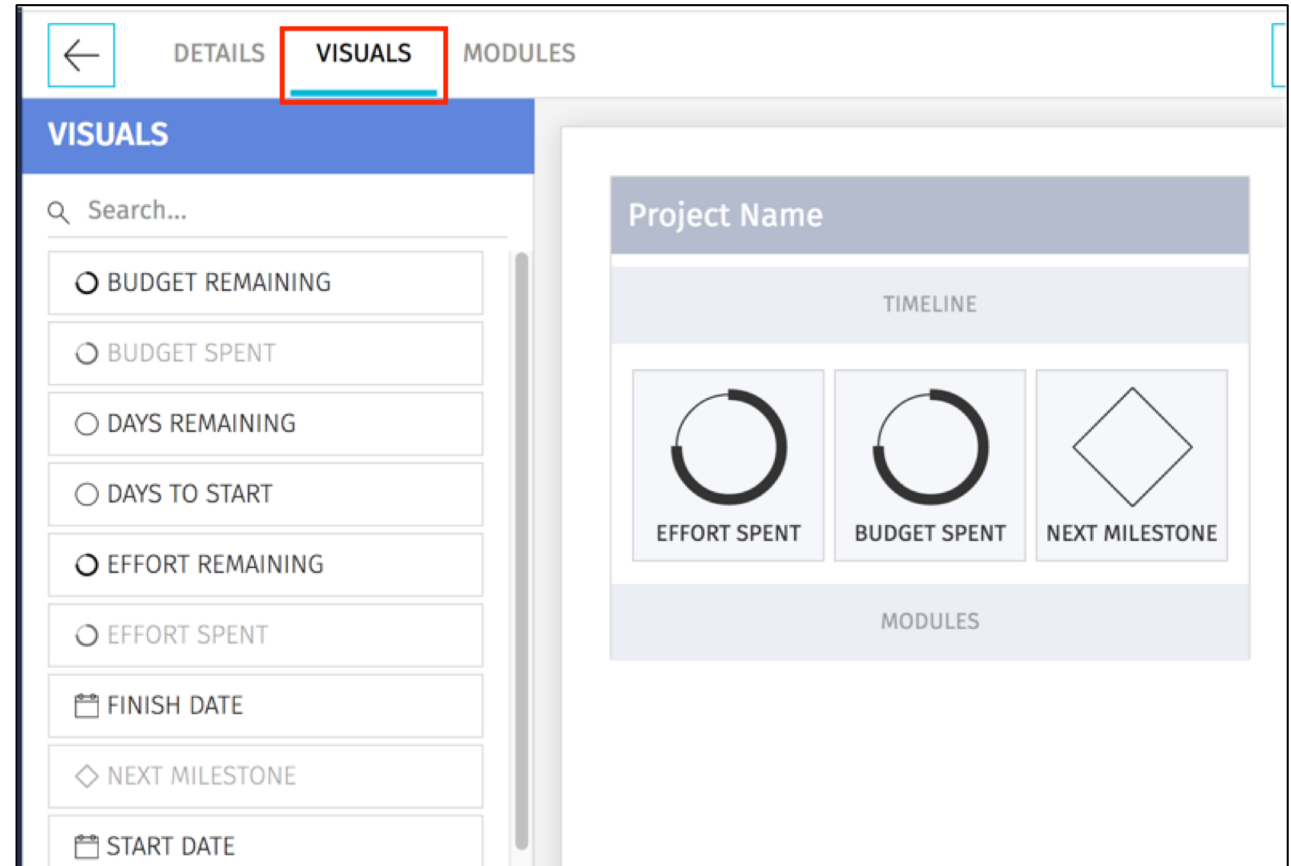 DETAILS VISUALS MODULES
VISUALS
Search...
BUDGET REMAINING
BUDGET SPENT
DAYS REMAINING
DAYS TO START
EFFORT REMAINING
EFFORT SPENT
FINISH DATE
NEXT MILESTONE
START DATE
Project Name
TIMELINE
EFFORT SPENT BUDGET SPENT NEXT MILESTONE
MODULES